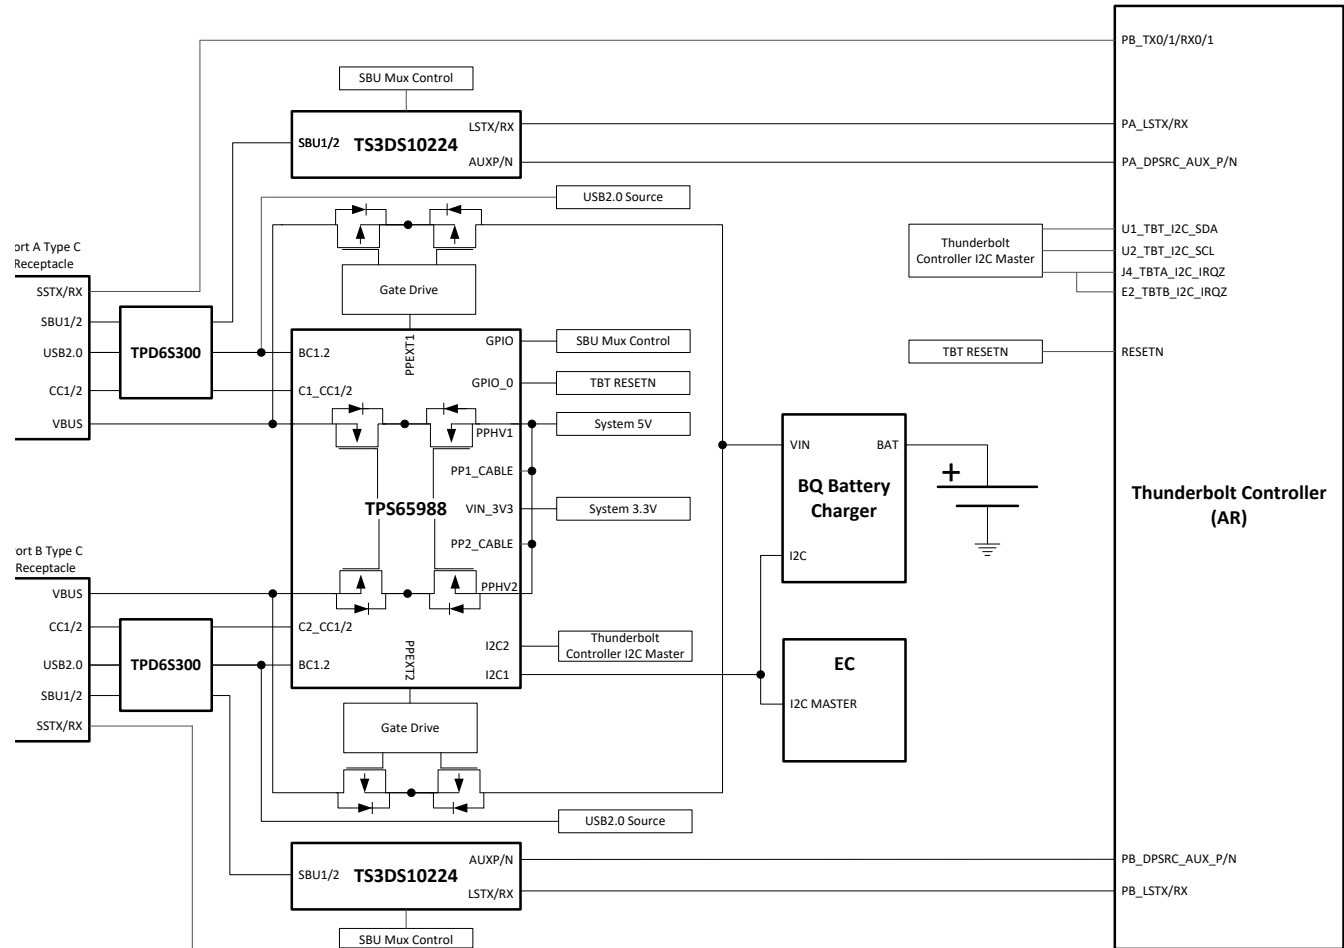 PB_TX0/1/RX0/1
SBU Mux Control
LSTX/RX
SBU1/2
TS3DS10224
AUXP/N
PA_LSTX/RX
PA_DPSRC_AUX_P/N
USB2.0 Source
ort A Type C
Receptacle
SSTX/RX
SBU1/2
USB2.0
CC1/2
VBUS
TPD6S300
Gate Drive
Thunderbolt
Controller I2C Master
U1_TBT_I2C_SDA
U2_TBT_I2C_SCL
J4_TBTA_I2C_IRQZ
E2_TBTB_I2C_IRQZ
TBT RESETN
RESETN
PPEXT1
BC1.2
C1_CC1/2
GPIO
SBU Mux Control
GPIO_0
TBT RESETN
PPHV1
System 5V
PP1_CABLE
TPS65988
VIN_3V3
System 3.3V
PP2_CABLE
PPHV2
C2_CC1/2
BC1.2
PPEXT2
I2C2
Thunderbolt
Controller I2C Master
I2C1
VIN
BAT
BQ Battery
Charger
I2C
+
EC
I2C MASTER
Thunderbolt Controller
(AR)
ort B Type C
Receptacle
VBUS
CC1/2
USB2.0
SBU1/2
SSTX/RX
TPD6S300
Gate Drive
USB2.0 Source
AUXP/N
SBU1/2
TS3DS10224
LSTX/RX
PB_DPSRC_AUX_P/N
PB_LSTX/RX
SBU Mux Control